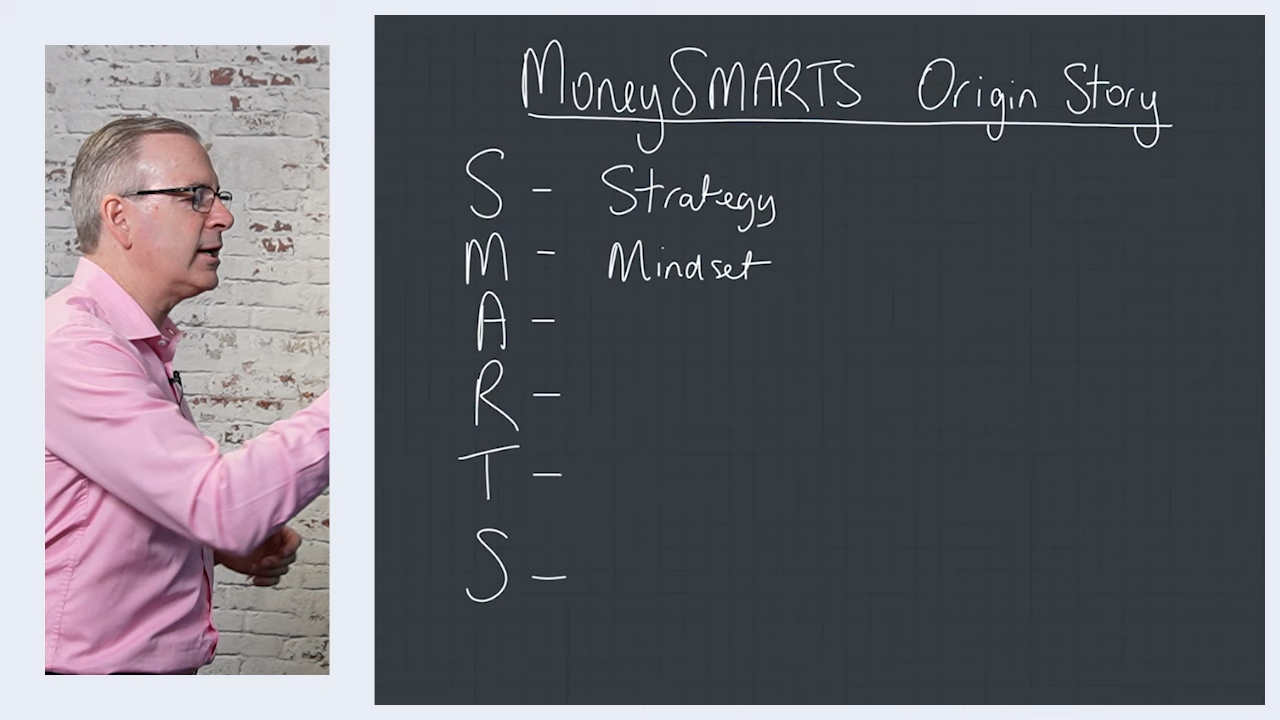 MoneySMARTS Origin Story
S - Strategy
M - Mindset
A -
R -
T -
S -